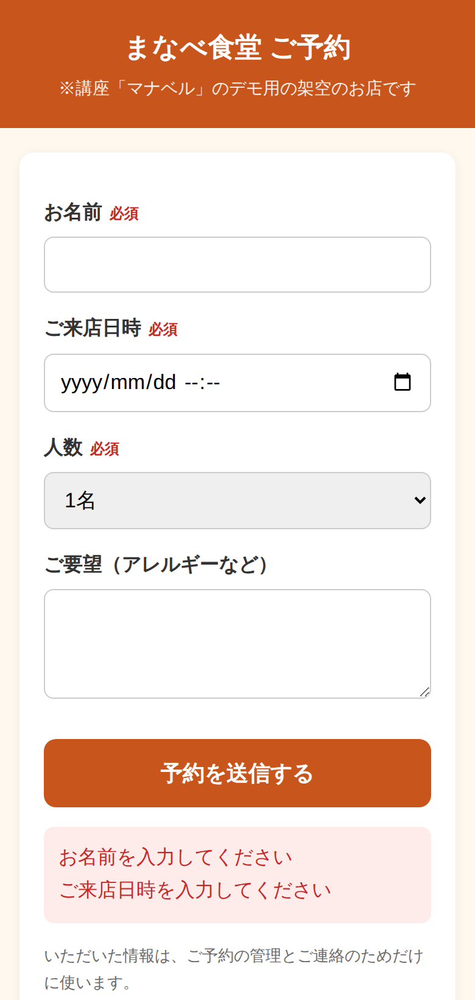 まなべ食堂 ご予約
※講座「マナベル」のデモ用の架空のお店です
お名前 必須
ご来店日時 必須
yyyy/mm/dd --:--
人数 必須
1名
ご要望（アレルギーなど）
予約を送信する
お名前を入力してください
ご来店日時を入力してください
いただいた情報は、ご予約の管理とご連絡のためだけ
に使います。